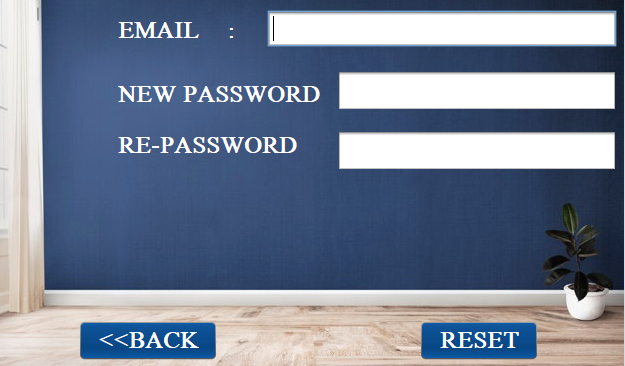 EMAIL :
NEW PASSWORD
RE-PASSWORD
<<BACK RESET